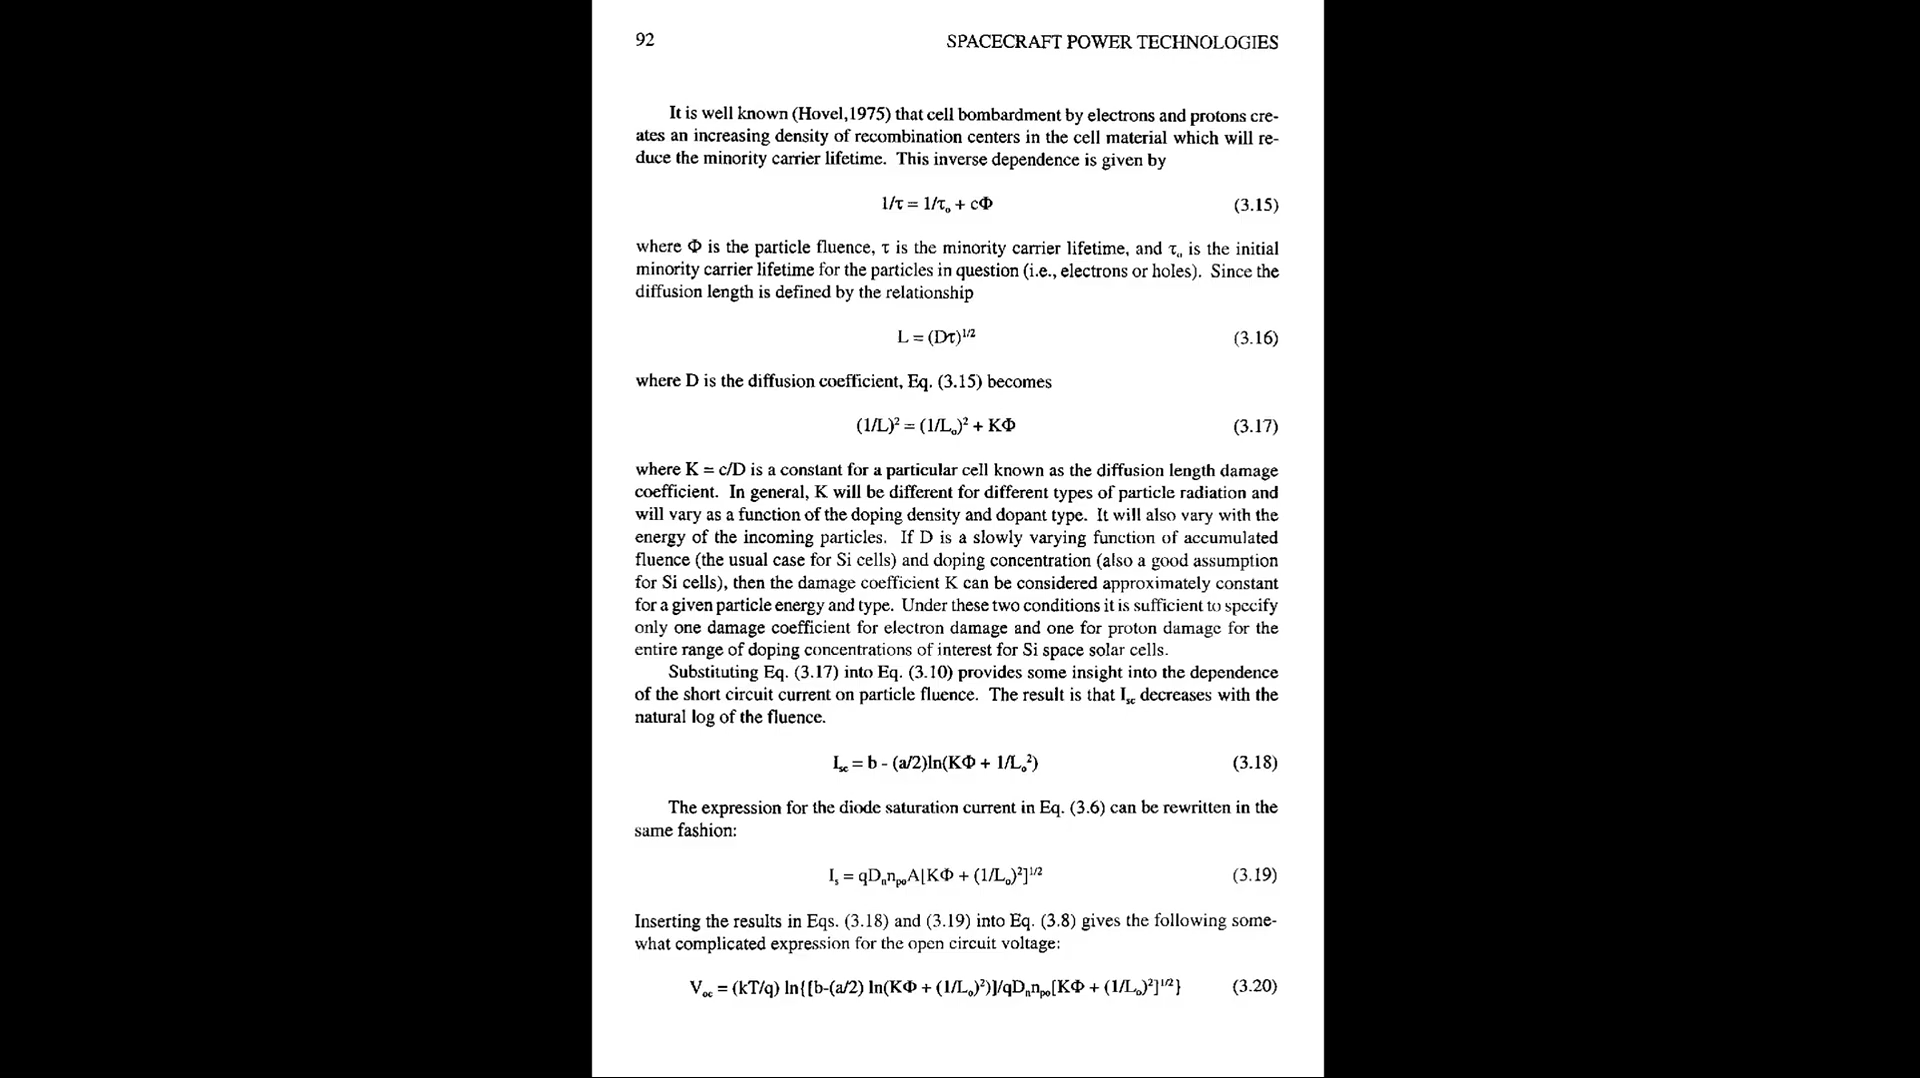 92 SPACECRAFT POWER TECHNOLOGIES
It is well known (Hovel,1975) that cell bombardment by electrons and protons cre-
ates an increasing density of recombination centers in the cell material which will re-
duce the minority carrier lifetime. This inverse dependence is given by
1/τ = 1/τₒ + cΦ (3.15)
where Φ is the particle fluence, τ is the minority carrier lifetime, and τₒ is the initial
minority carrier lifetime for the particles in question (i.e., electrons or holes). Since the
diffusion length is defined by the relationship
L = (Dτ)^1/2 (3.16)
where D is the diffusion coefficient, Eq. (3.15) becomes
(1/L)² = (1/Lₒ)² + KΦ (3.17)
where K = c/D is a constant for a particular cell known as the diffusion length damage
coefficient. In general, K will be different for different types of particle radiation and
will vary as a function of the doping density and dopant type. It will also vary with the
energy of the incoming particles. If D is a slowly varying function of accumulated
fluence (the usual case for Si cells) and doping concentration (also a good assumption
for Si cells), then the damage coefficient K can be considered approximately constant
for a given particle energy and type. Under these two conditions it is sufficient to specify
only one damage coefficient for electron damage and one for proton damage for the
entire range of doping concentrations of interest for Si space solar cells.
Substituting Eq. (3.17) into Eq. (3.10) provides some insight into the dependence
of the short circuit current on particle fluence. The result is that I_sc decreases with the
natural log of the fluence.
I_sc = b - (a/2)ln(KΦ + 1/Lₒ²) (3.18)
The expression for the diode saturation current in Eq. (3.6) can be rewritten in the
same fashion:
I_s = qD_n n_po A[KΦ + (1/Lₒ)²]^1/2 (3.19)
Inserting the results in Eqs. (3.18) and (3.19) into Eq. (3.8) gives the following some-
what complicated expression for the open circuit voltage:
V_oc = (kT/q) ln{[b-(a/2) ln(KΦ + (1/Lₒ)²)]/qD_n n_po[KΦ + (1/Lₒ)²]^1/2} (3.20)